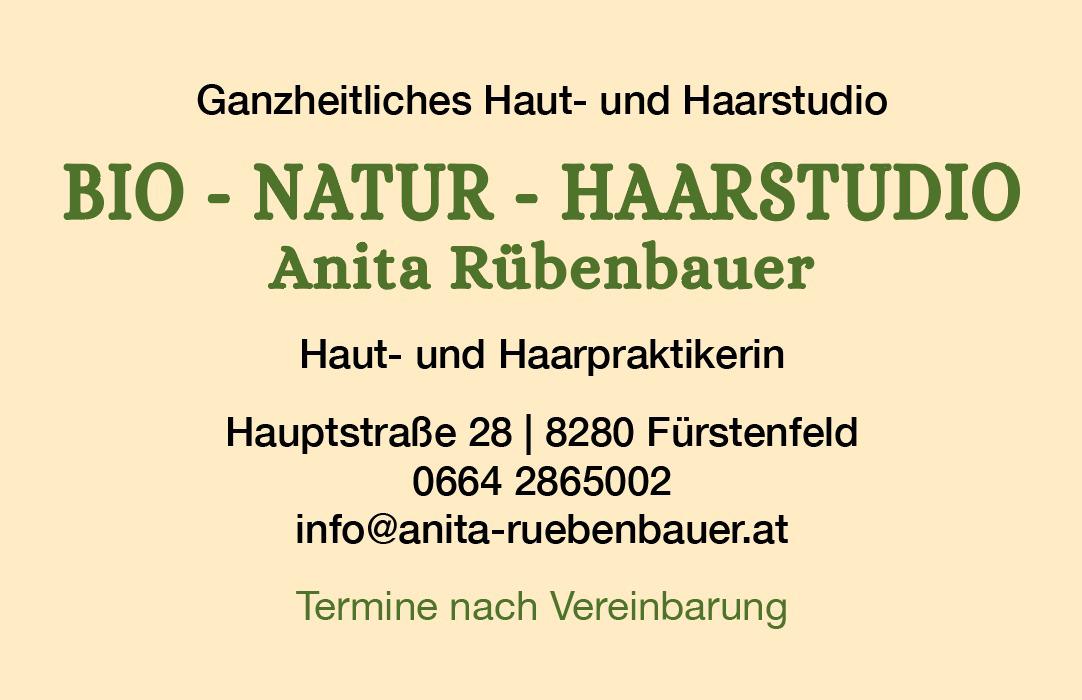 Ganzheitliches Haut- und Haarstudio
BIO - NATUR - HAARSTUDIO
Anita Rübenbauer
Haut- und Haarpraktikerin
Hauptstraße 28 | 8280 Fürstenfeld
0664 2865002
info@anita-ruebenbauer.at
Termine nach Vereinbarung